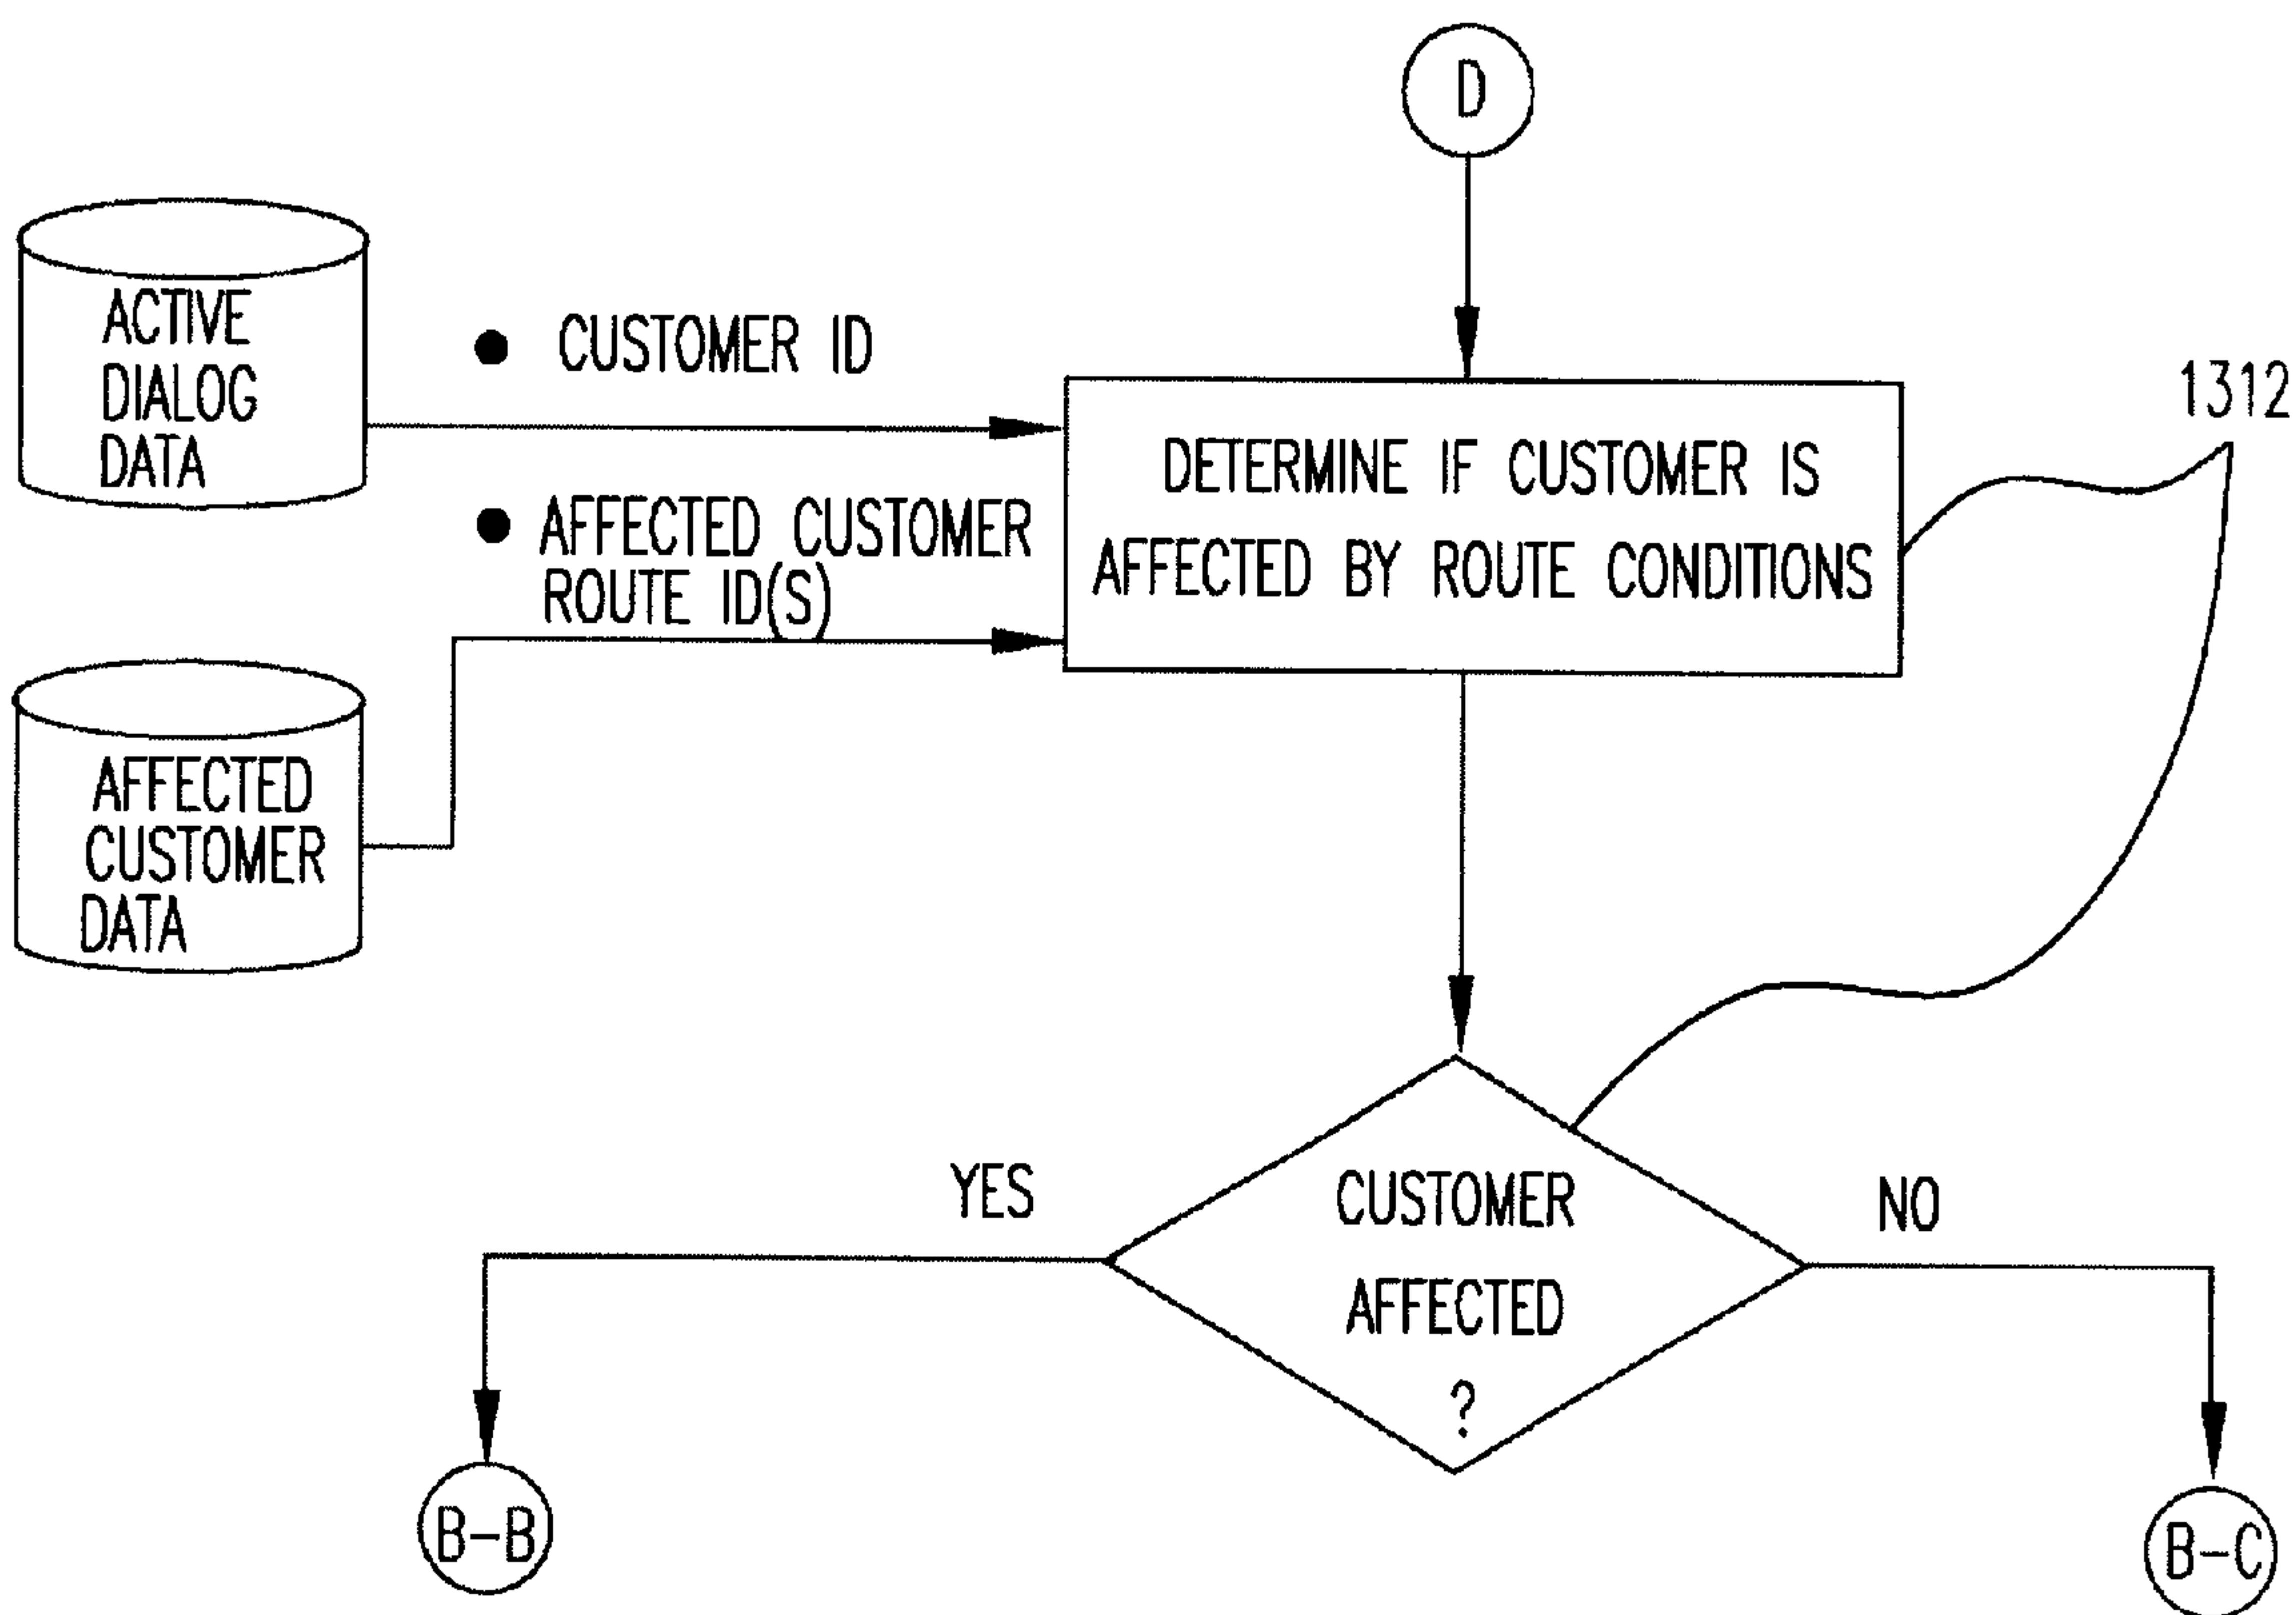 D
ACTIVE
DIALOG
DATA
● CUSTOMER ID
● AFFECTED CUSTOMER
ROUTE ID(S)
DETERMINE IF CUSTOMER IS
AFFECTED BY ROUTE CONDITIONS
1312
AFFECTED
CUSTOMER
DATA
CUSTOMER
AFFECTED
?
YES
NO
B-B
B-C